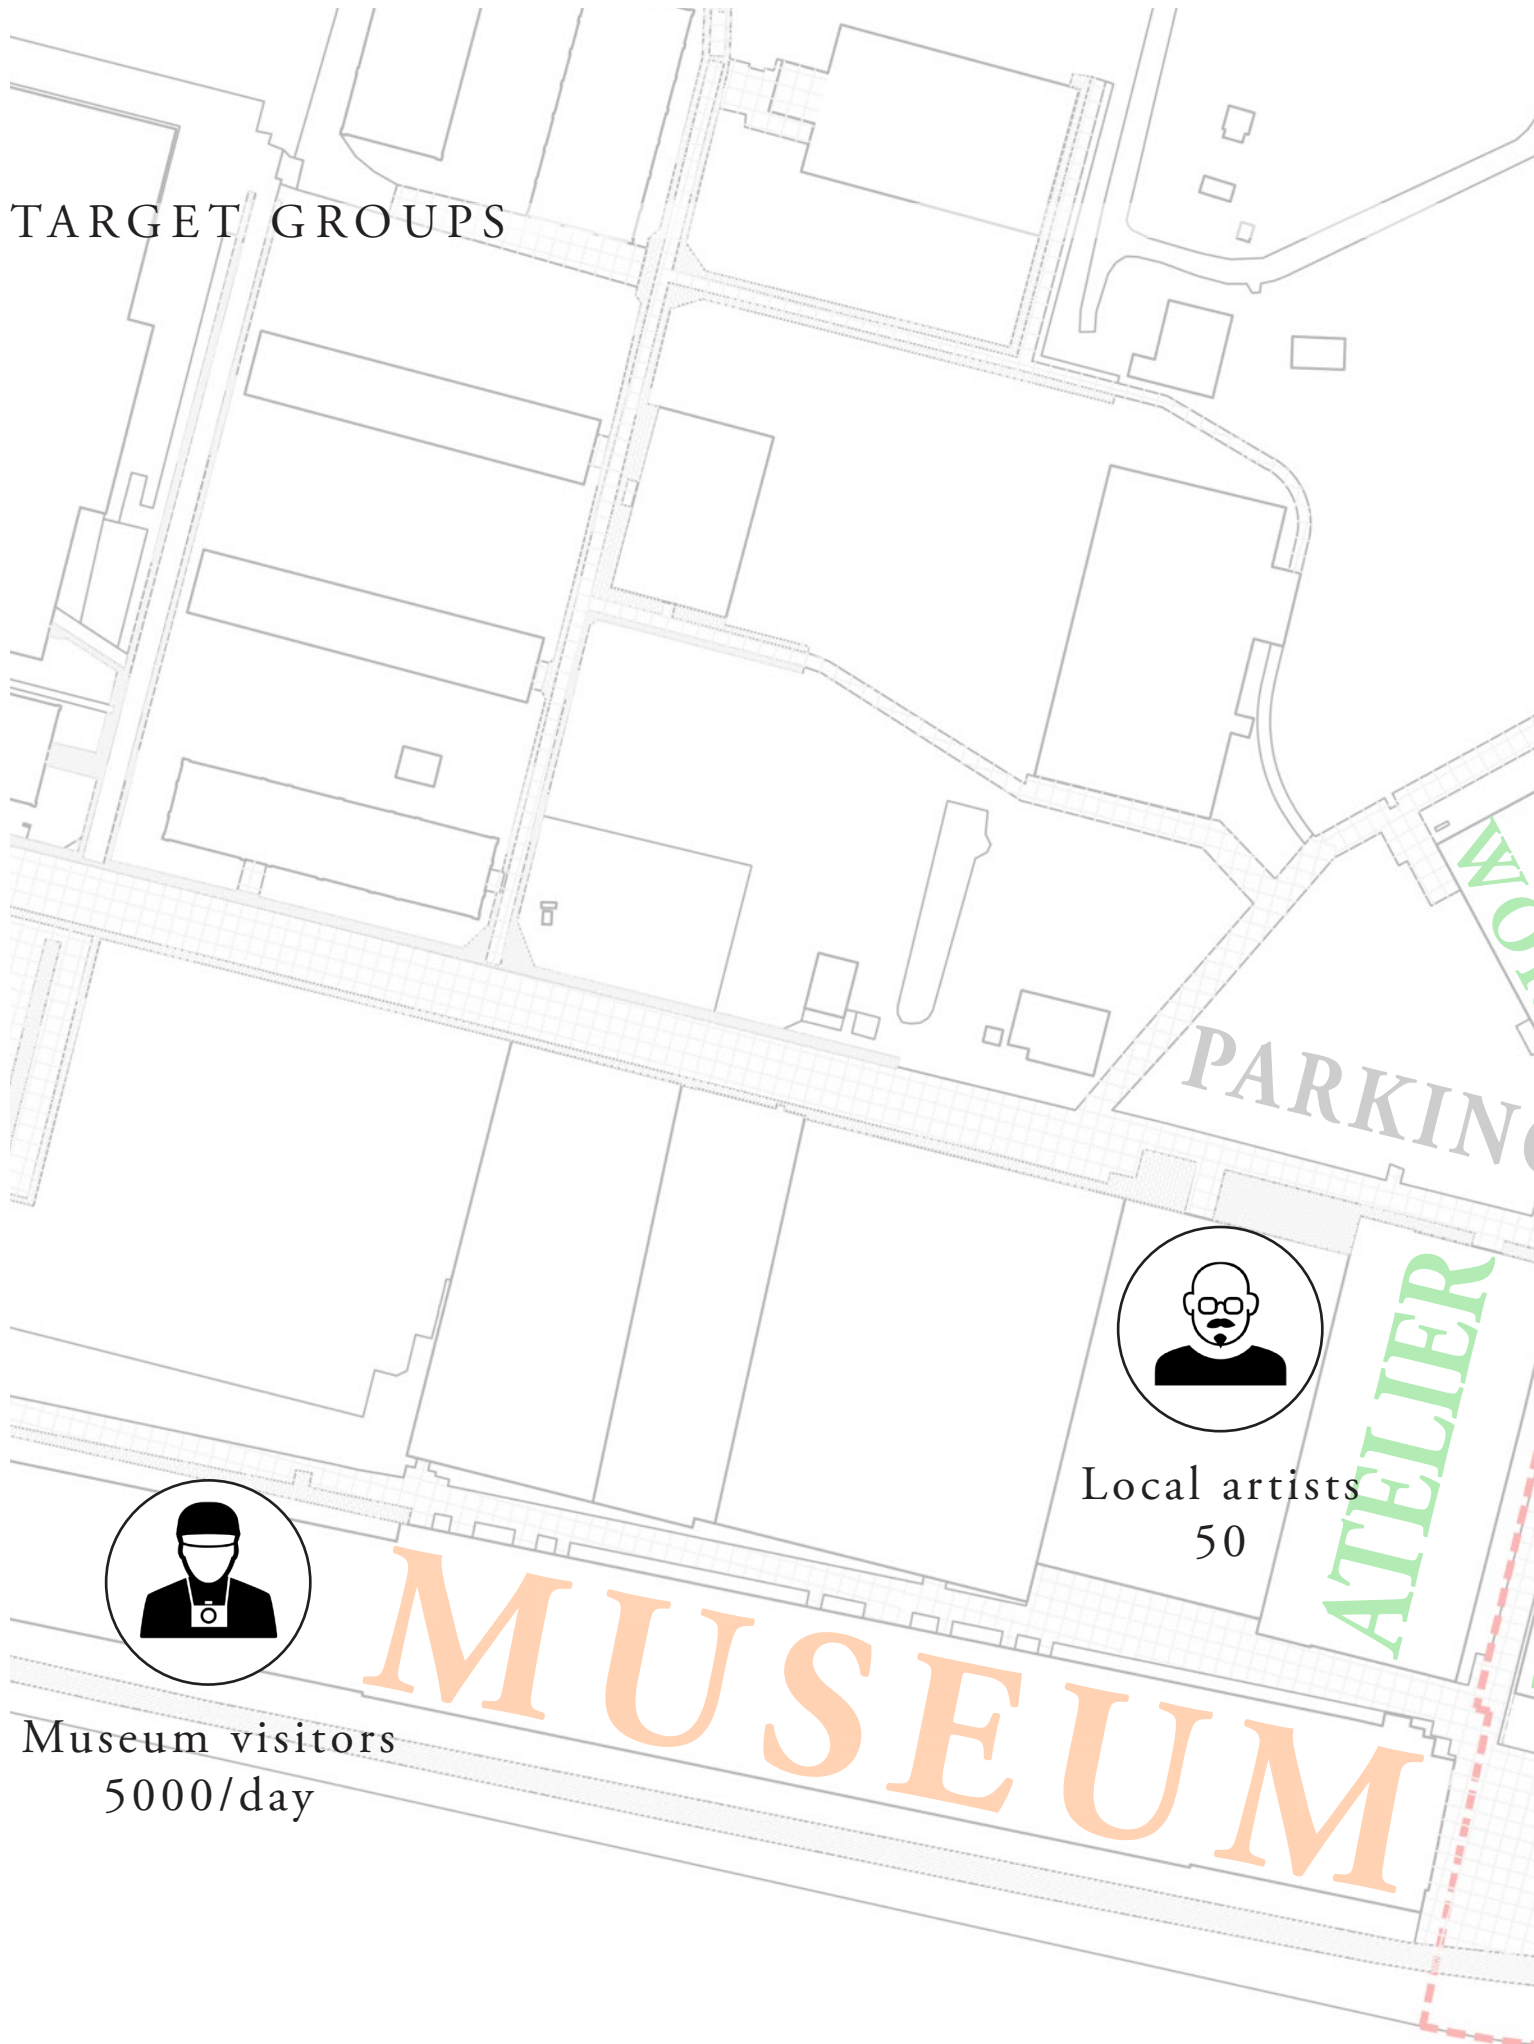 TARGET GROUPS
PARKING
ATELIER
Local artists
50
MUSEUM
Museum visitors
5000/day